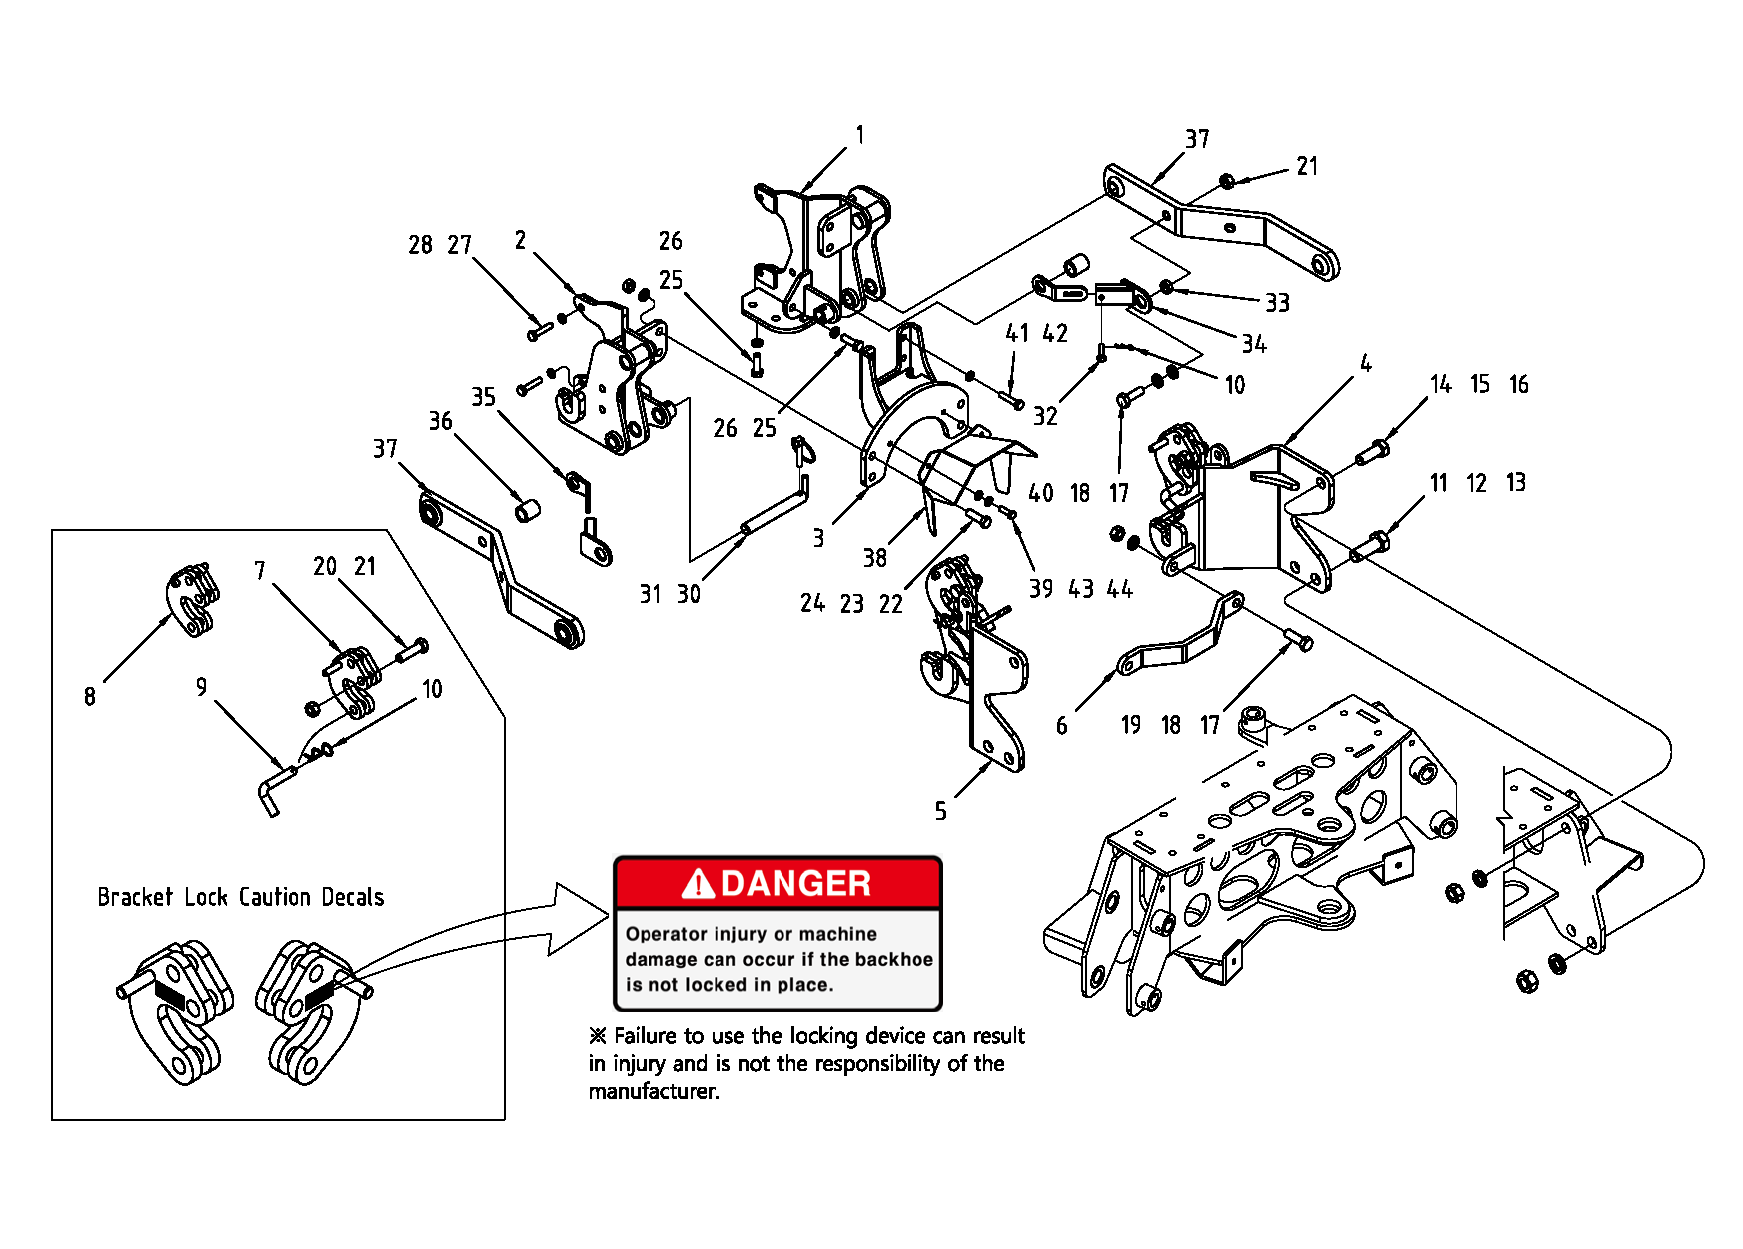 1
37
21
28 27
2
26
25
33
34
41 42
32
10
4
14 15 16
35
36
37
26 25
40 18 17
11 12 13
3
38
31 30
24 23 22
39 43 44
7
20 21
8
9
10
6
19 18 17
5
Bracket Lock Caution Decals
DANGER
Operator injury or machine
damage can occur if the backhoe
is not locked in place.
※ Failure to use the locking device can result
in injury and is not the responsibility of the
manufacturer.